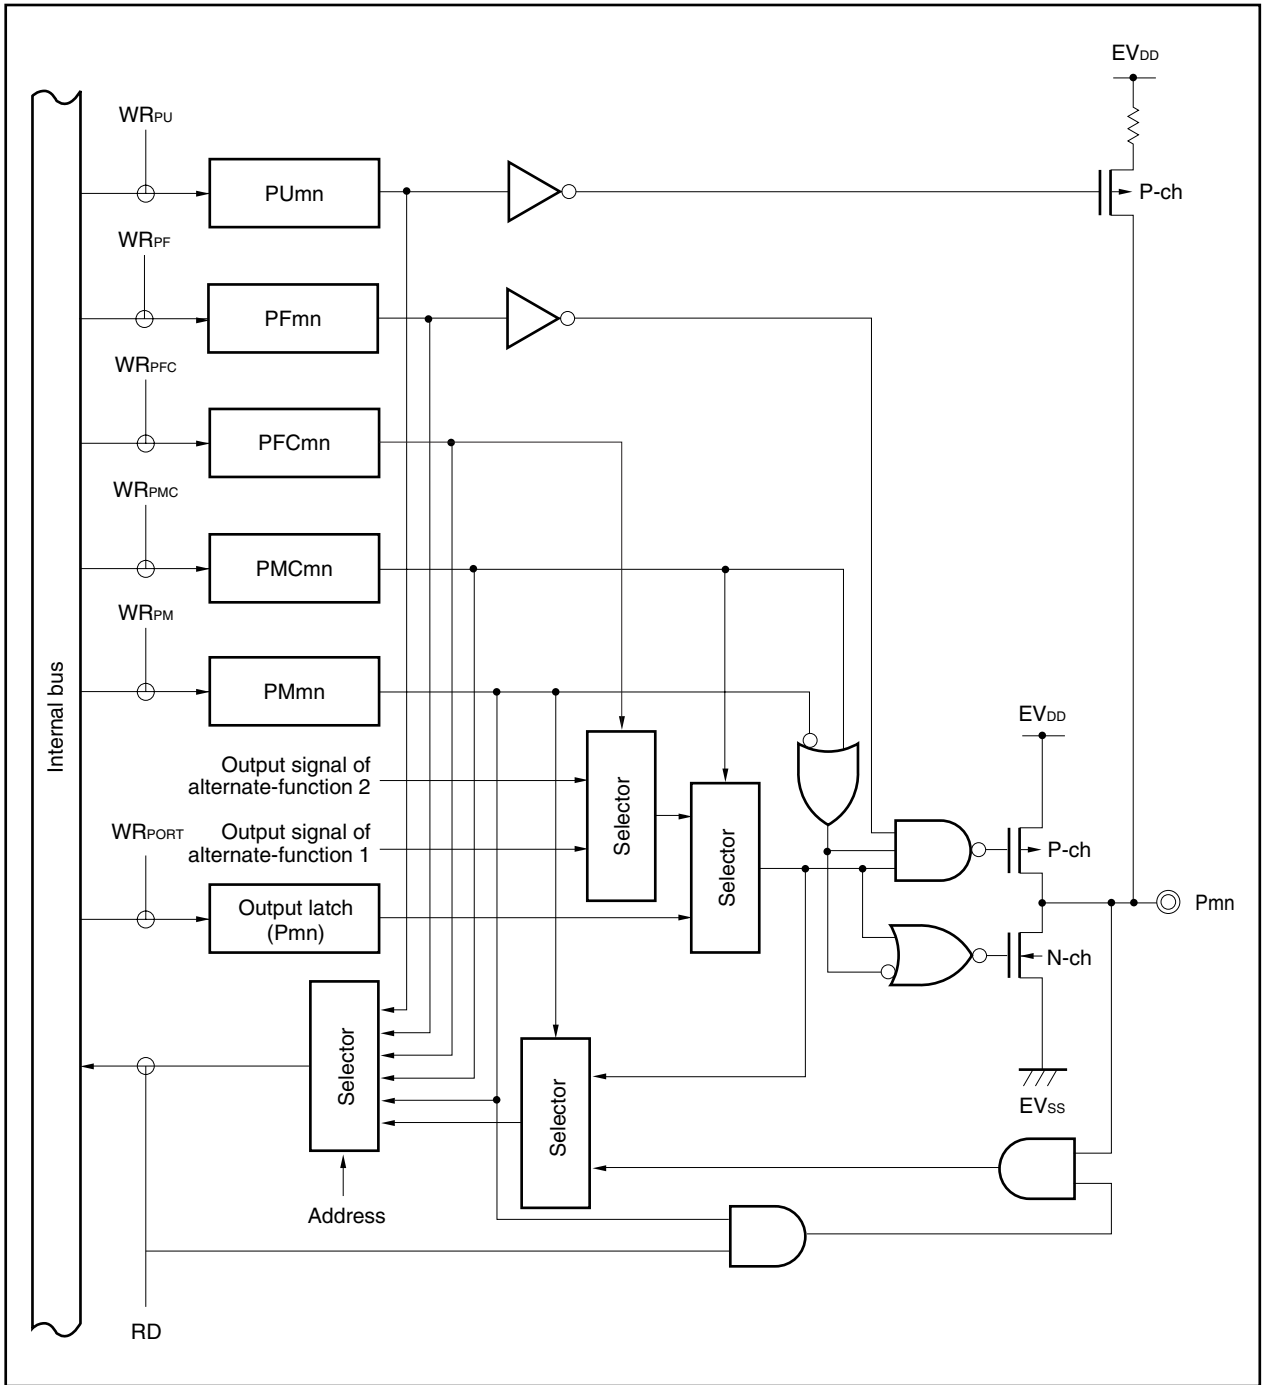 EVDD
WRPU
PUmn
P-ch
WRPF
PFmn
WRPFC
PFCmn
WRPMC
PMCmn
WRPM
PMmn
Internal bus
EVDD
Output signal of
alternate-function 2
Selector
WRPORT
Output signal of
alternate-function 1
Selector
P-ch
Output latch
(Pmn)
Pmn
N-ch
Selector
Selector
EVSS
Address
RD